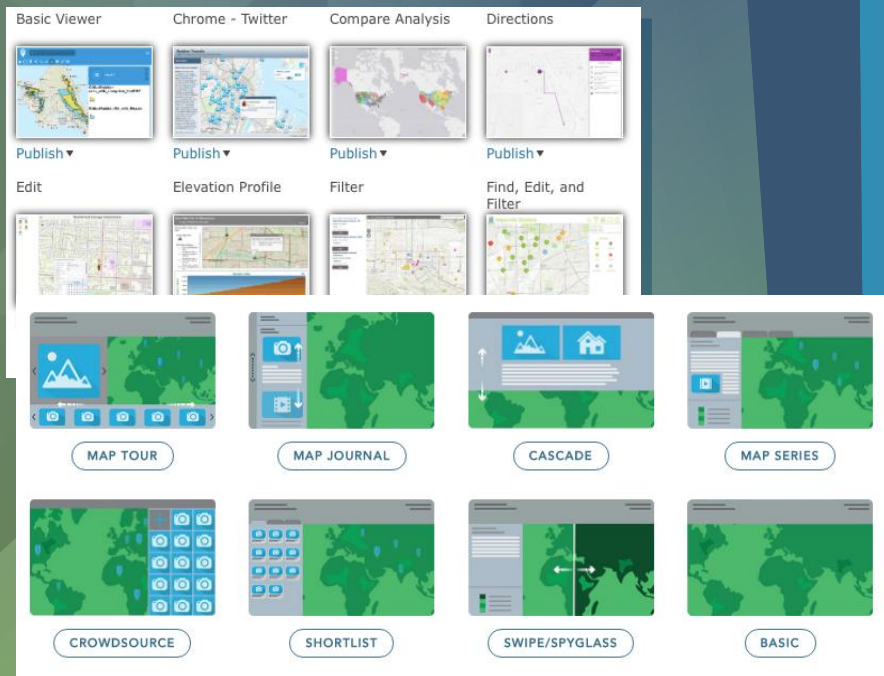 Basic Viewer
Chrome - Twitter
Compare Analysis
Directions
Publish▼
Publish▼
Publish▼
Publish▼
Edit
Elevation Profile
Filter
Find, Edit, and
Filter
MAP TOUR
MAP JOURNAL
CASCADE
MAP SERIES
CROWDSOURCE
SHORTLIST
SWIPE/SPYGLASS
BASIC